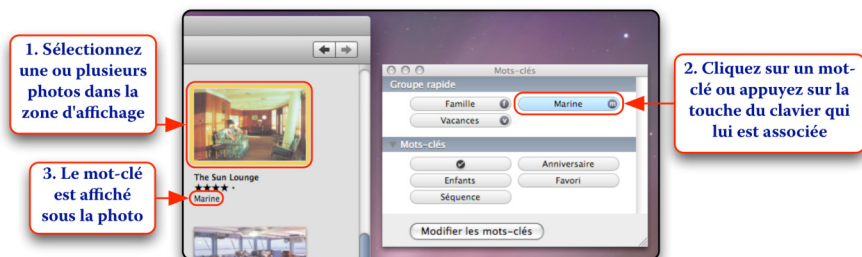 1. Sélectionnez
une ou plusieurs
photos dans la
zone d'affichage
3. Le mot-clé
est affiché
sous la photo
The Sun Lounge
★★★★ ·
Marine
Mots-clés
Groupe rapide
Famille f
Marine m
Vacances v
Mots-clés
Anniversaire
Enfants
Favori
Séquence
Modifier les mots-clés
2. Cliquez sur un mot-
clé ou appuyez sur la
touche du clavier qui
lui est associée